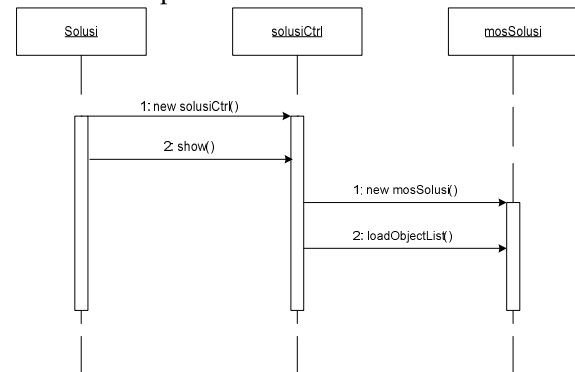 Solusi
solusiCtrl
mosSolusi
1: new solusiCtrl()
2: show()
1: new mosSolusi()
2: loadObjectList()